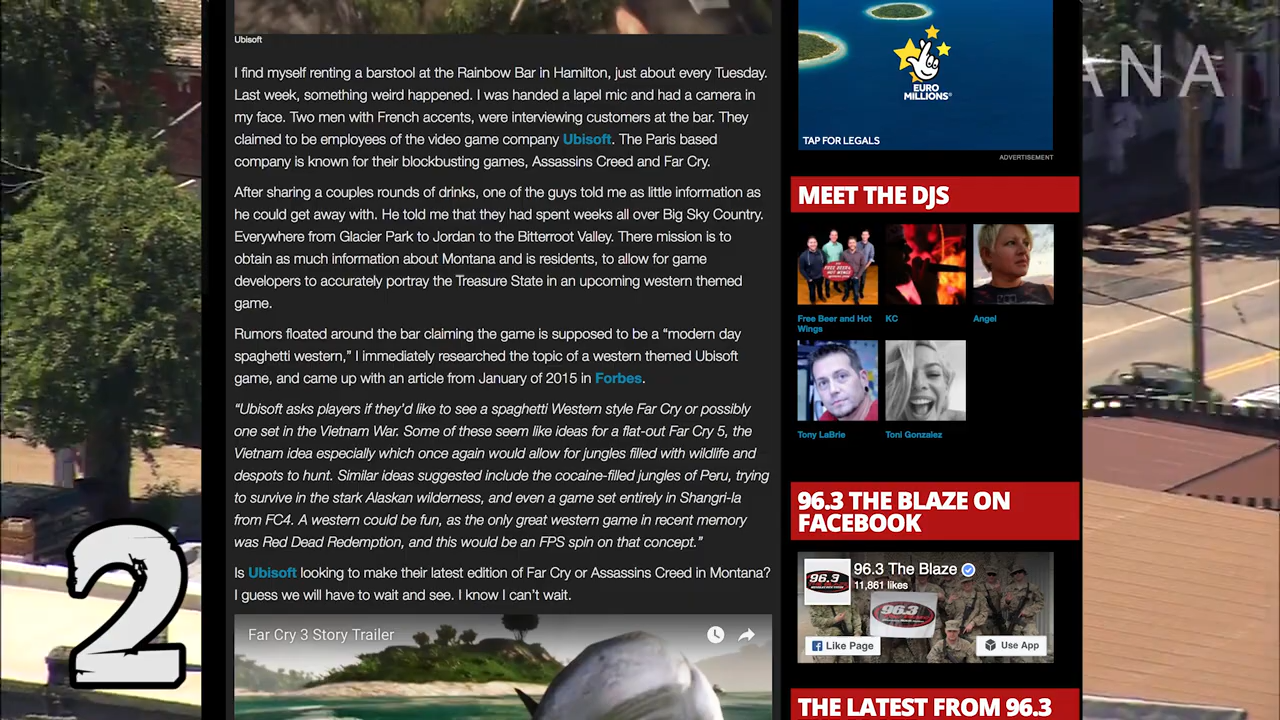 Ubisoft
I find myself renting a barstool at the Rainbow Bar in Hamilton, just about every Tuesday.
Last week, something weird happened. I was handed a lapel mic and had a camera in
my face. Two men with French accents, were interviewing customers at the bar. They
claimed to be employees of the video game company Ubisoft. The Paris based
company is known for their blockbusting games, Assassins Creed and Far Cry.
After sharing a couples rounds of drinks, one of the guys told me as little information as
he could get away with. He told me that they had spent weeks all over Big Sky Country.
Everywhere from Glacier Park to Jordan to the Bitterroot Valley. There mission is to
obtain as much information about Montana and is residents, to allow for game
developers to accurately portray the Treasure State in an upcoming western themed
game.
Rumors floated around the bar claiming the game is supposed to be a “modern day
spaghetti western,” I immediately researched the topic of a western themed Ubisoft
game, and came up with an article from January of 2015 in Forbes.
“Ubisoft asks players if they’d like to see a spaghetti Western style Far Cry or possibly
one set in the Vietnam War. Some of these seem like ideas for a flat-out Far Cry 5, the
Vietnam idea especially which once again would allow for jungles filled with wildlife and
despots to hunt. Similar ideas suggested include the cocaine-filled jungles of Peru, trying
to survive in the stark Alaskan wilderness, and even a game set entirely in Shangri-la
from FC4. A western could be fun, as the only great western game in recent memory
was Red Dead Redemption, and this would be an FPS spin on that concept.”
Is Ubisoft looking to make their latest edition of Far Cry or Assassins Creed in Montana?
I guess we will have to wait and see. I know I can’t wait.
Far Cry 3 Story Trailer
2
EURO
MILLIONS
TAP FOR LEGALS
ADVERTISEMENT
MEET THE DJS
Free Beer and Hot
Wings
KC
Angel
Tony LaBrie
Toni Gonzalez
96.3 THE BLAZE ON
FACEBOOK
96.3
96.3 The Blaze
11,861 likes
96.3
Like Page
Use App
THE LATEST FROM 96.3
ANA